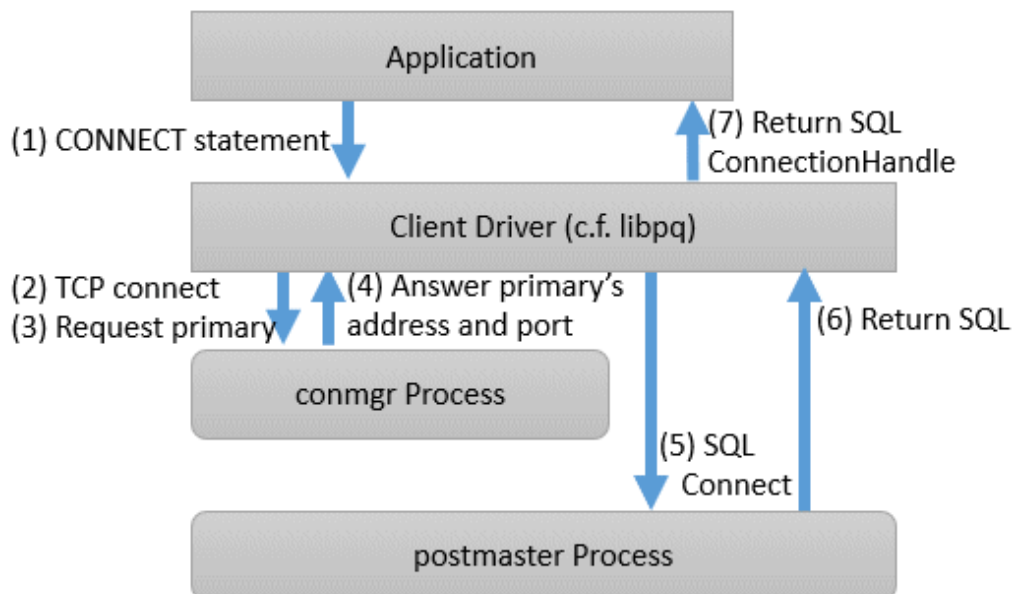 Application
(1) CONNECT statement
(7) Return SQL
ConnectionHandle
Client Driver (c.f. libpq)
(2) TCP connect
(3) Request primary
(4) Answer primary’s
address and port
(6) Return SQL
conmgr Process
(5) SQL
Connect
postmaster Process